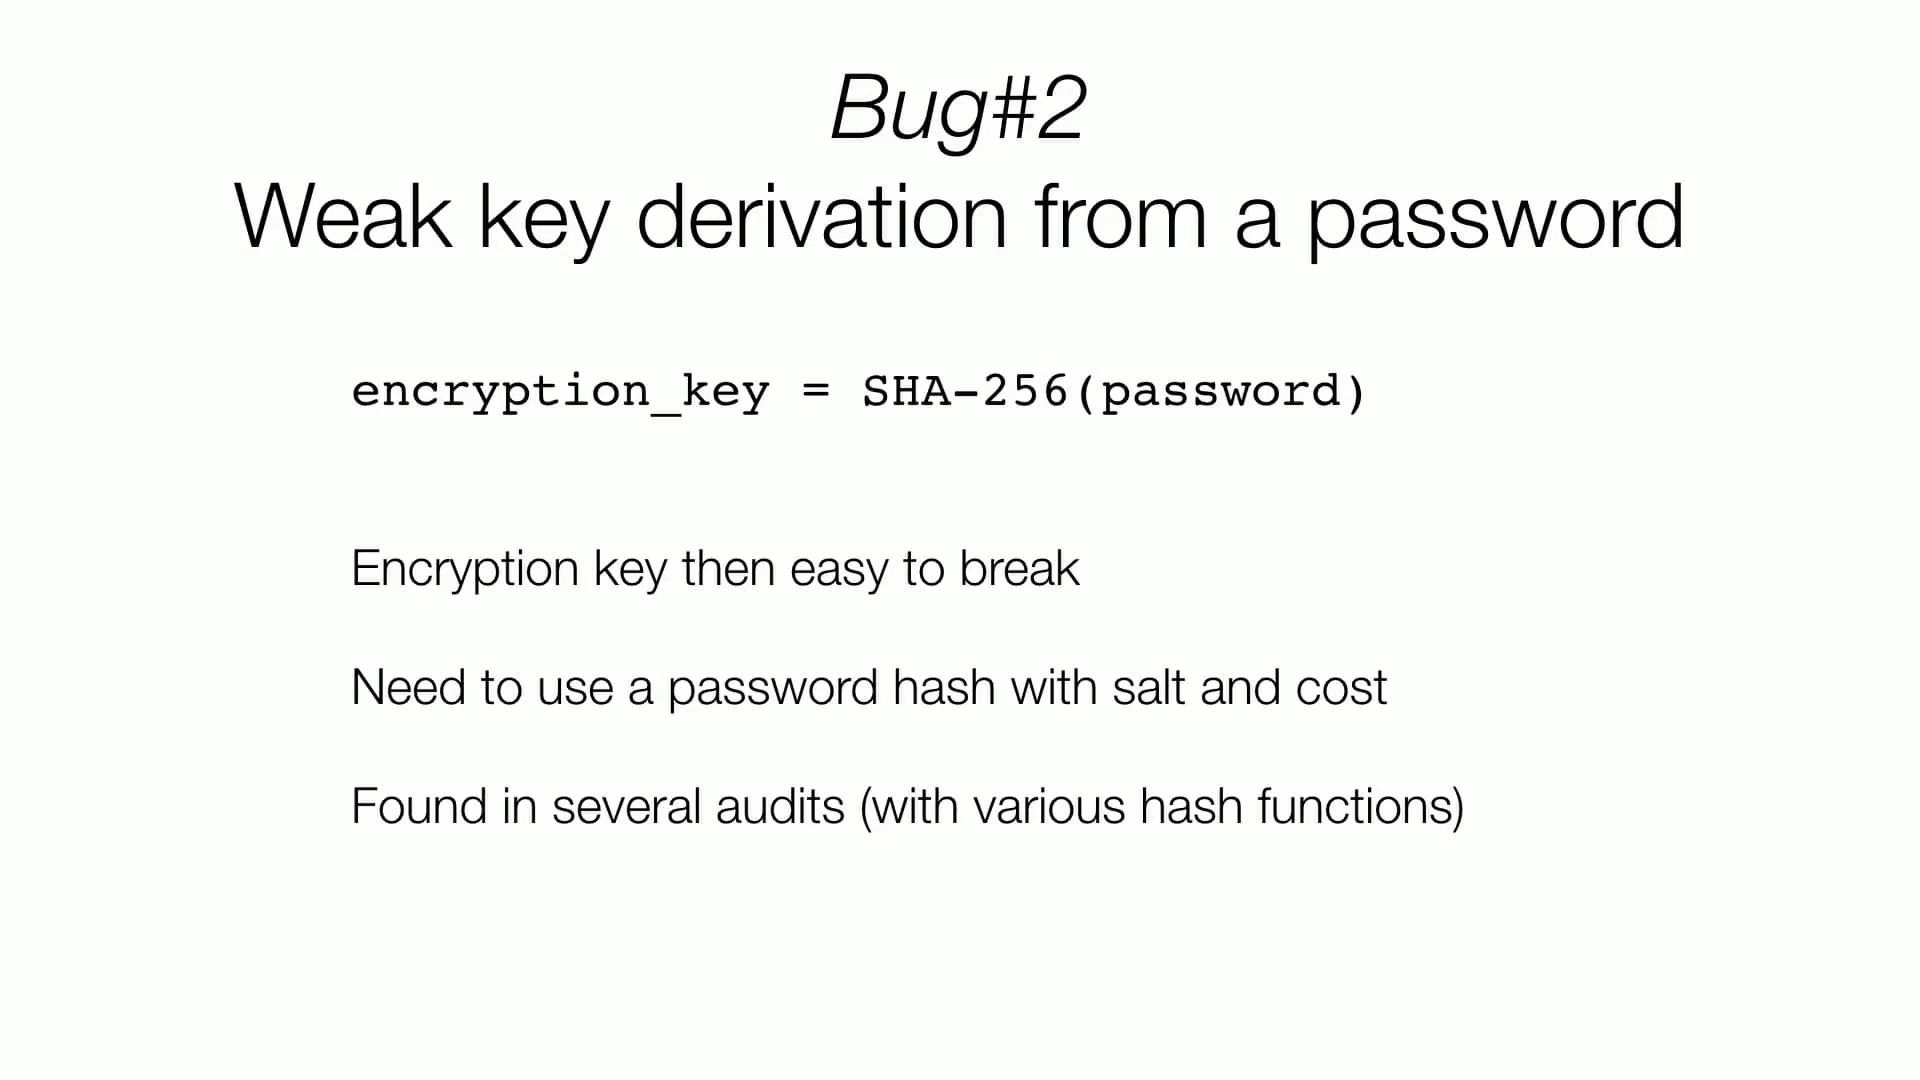 Bug#2
Weak key derivation from a password
encryption_key = SHA-256(password)
Encryption key then easy to break
Need to use a password hash with salt and cost
Found in several audits (with various hash functions)